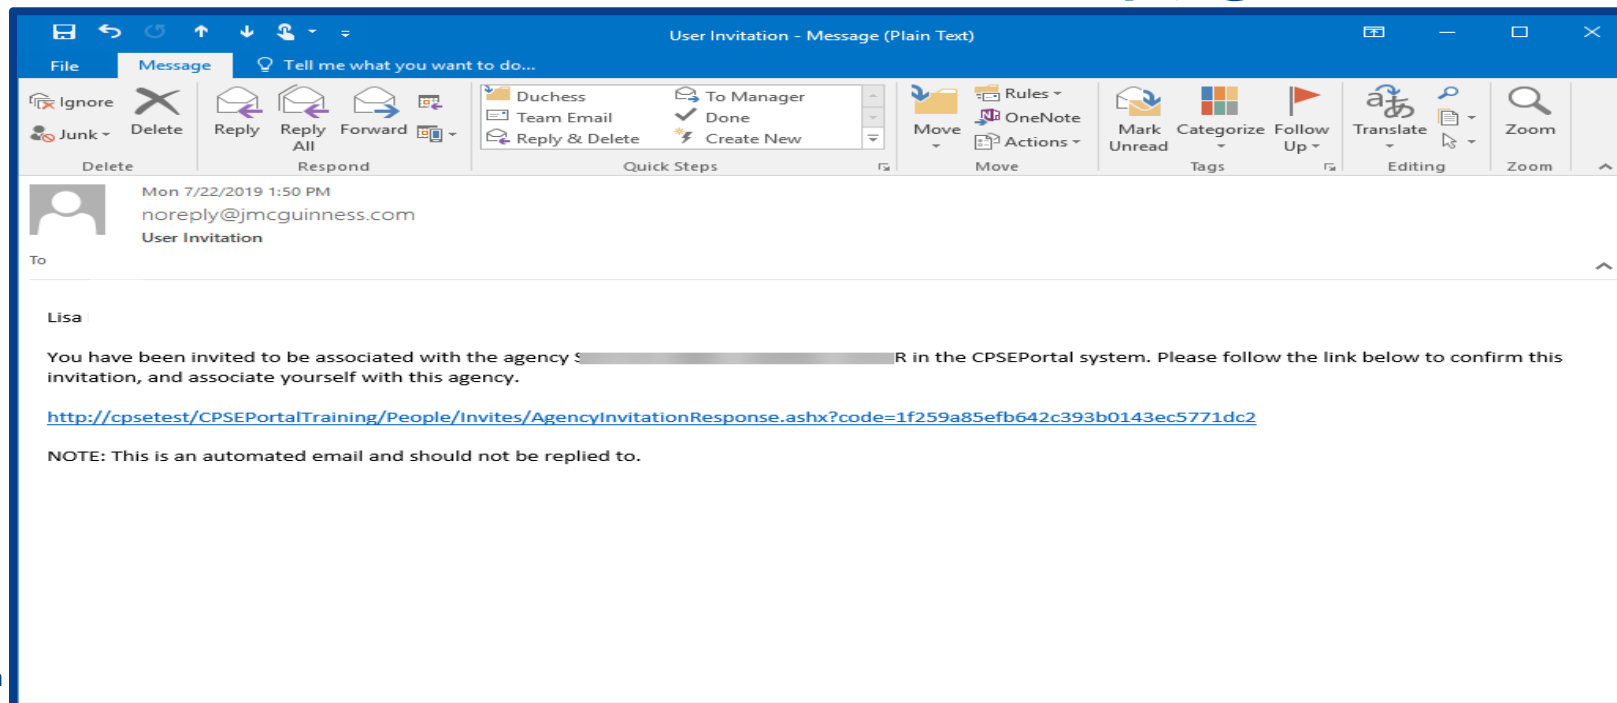 User Invitation - Message (Plain Text)
File Message Tell me what you want to do...
Ignore
Junk
Delete
Reply
Reply All
Forward
Duchess
Team Email
Reply & Delete
To Manager
Done
Create New
Move
Rules
OneNote
Actions
Mark Unread
Categorize
Follow Up
Translate
Zoom
Delete Respond Quick Steps Move Tags Editing Zoom
Mon 7/22/2019 1:50 PM
noreply@jmcguinness.com
User Invitation
To
Lisa
You have been invited to be associated with the agency S R in the CPSEPortal system. Please follow the link below to confirm this
invitation, and associate yourself with this agency.
http://cpsetest/CPSEPortalTraining/People/Invites/AgencyInvitationResponse.ashx?code=1f259a85efb642c393b0143ec5771dc2
NOTE: This is an automated email and should not be replied to.